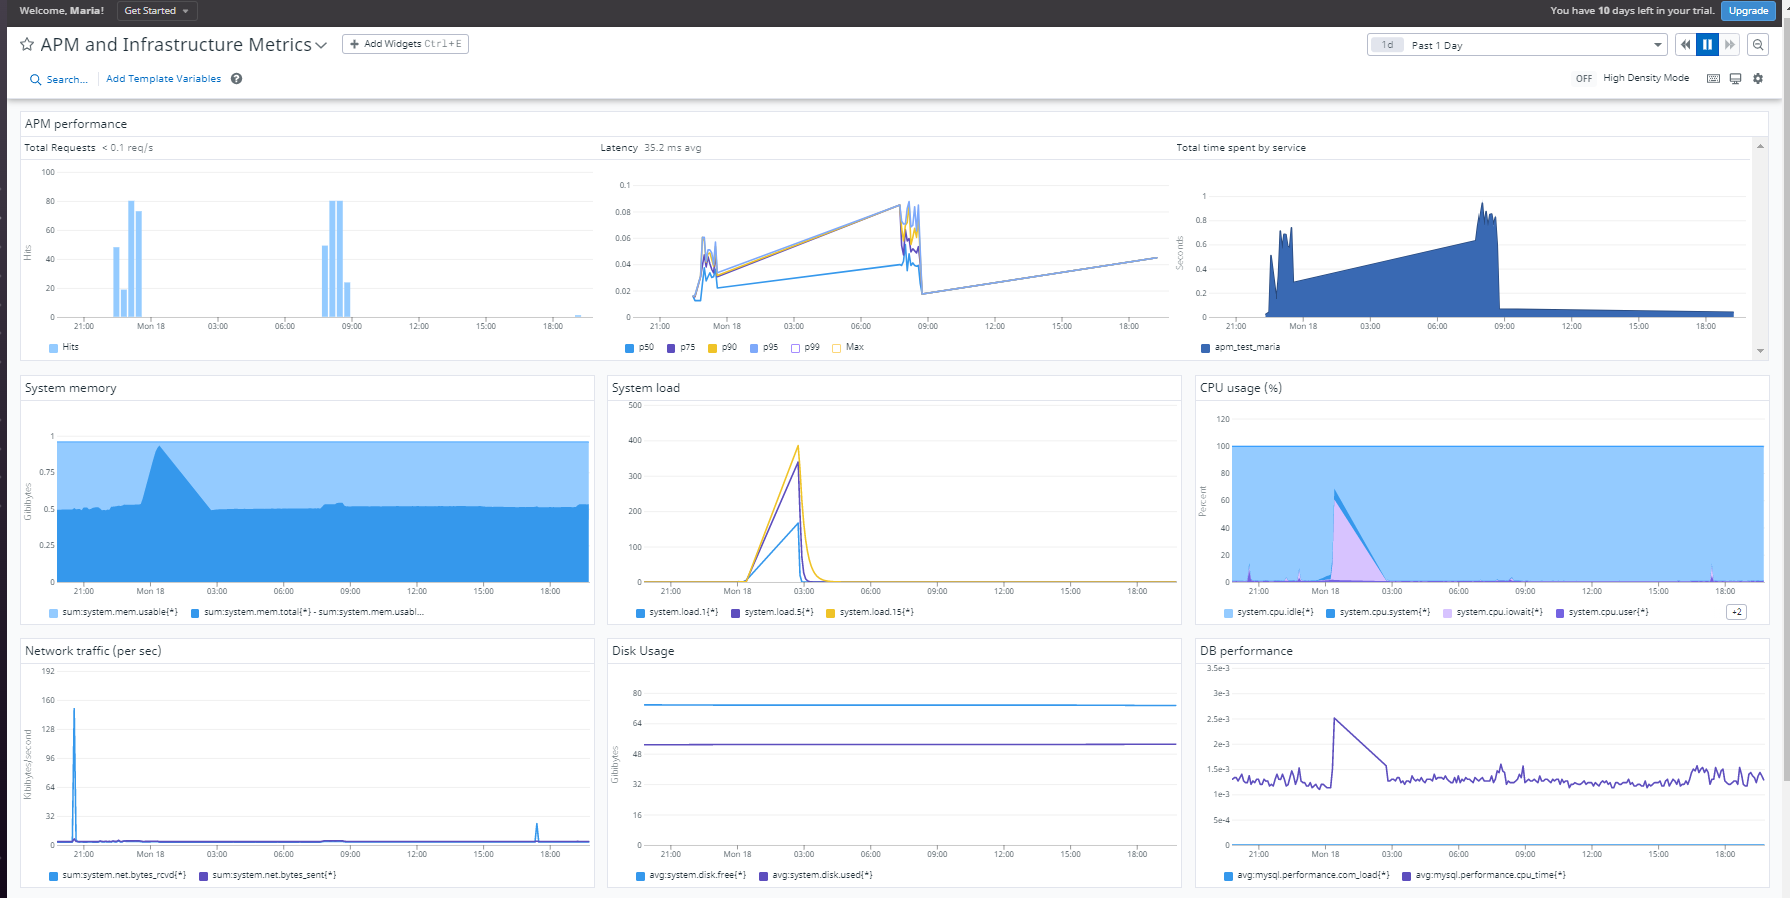 Welcome, Maria! Get Started You have 10 days left in your trial. Upgrade
APM and Infrastructure Metrics + Add Widgets Ctrl+E 1d Past 1 Day
Search... Add Template Variables ? OFF High Density Mode
APM performance
Total Requests < 0.1 req/s
Hits
100
80
60
40
20
0
21:00 Mon 18 03:00 06:00 09:00 12:00 15:00 18:00
Hits
Latency 35.2 ms avg
0.1
0.08
0.06
0.04
0.02
0
21:00 Mon 18 03:00 06:00 09:00 12:00 15:00 18:00
p50 p75 p90 p95 p99 Max
Total time spent by service
Seconds
1
0.8
0.6
0.4
0.2
0
21:00 Mon 18 03:00 06:00 09:00 12:00 15:00 18:00
apm_test_maria
System memory
Gibibytes
1
0.75
0.5
0.25
0
21:00 Mon 18 03:00 06:00 09:00 12:00 15:00 18:00
sum:system.mem.usable{*} sum:system.mem.total{*} - sum:system.mem.usabl...
System load
500
400
300
200
100
0
21:00 Mon 18 03:00 06:00 09:00 12:00 15:00 18:00
system.load.1{*} system.load.5{*} system.load.15{*}
CPU usage (%)
Percent
120
100
80
60
40
20
0
21:00 Mon 18 03:00 06:00 09:00 12:00 15:00 18:00
system.cpu.idle{*} system.cpu.system{*} system.cpu.iowait{*} system.cpu.user{*} +2
Network traffic (per sec)
Kibibytes/second
192
160
128
96
64
32
0
21:00 Mon 18 03:00 06:00 09:00 12:00 15:00 18:00
sum:system.net.bytes_rcvd{*} sum:system.net.bytes_sent{*}
Disk Usage
Gibibytes
80
64
48
32
16
0
21:00 Mon 18 03:00 06:00 09:00 12:00 15:00 18:00
avg:system.disk.free{*} avg:system.disk.used{*}
DB performance
3.5e-3
3e-3
2.5e-3
2e-3
1.5e-3
1e-3
5e-4
0
21:00 Mon 18 03:00 06:00 09:00 12:00 15:00 18:00
avg:mysql.performance.com_load{*} avg:mysql.performance.cpu_time{*}